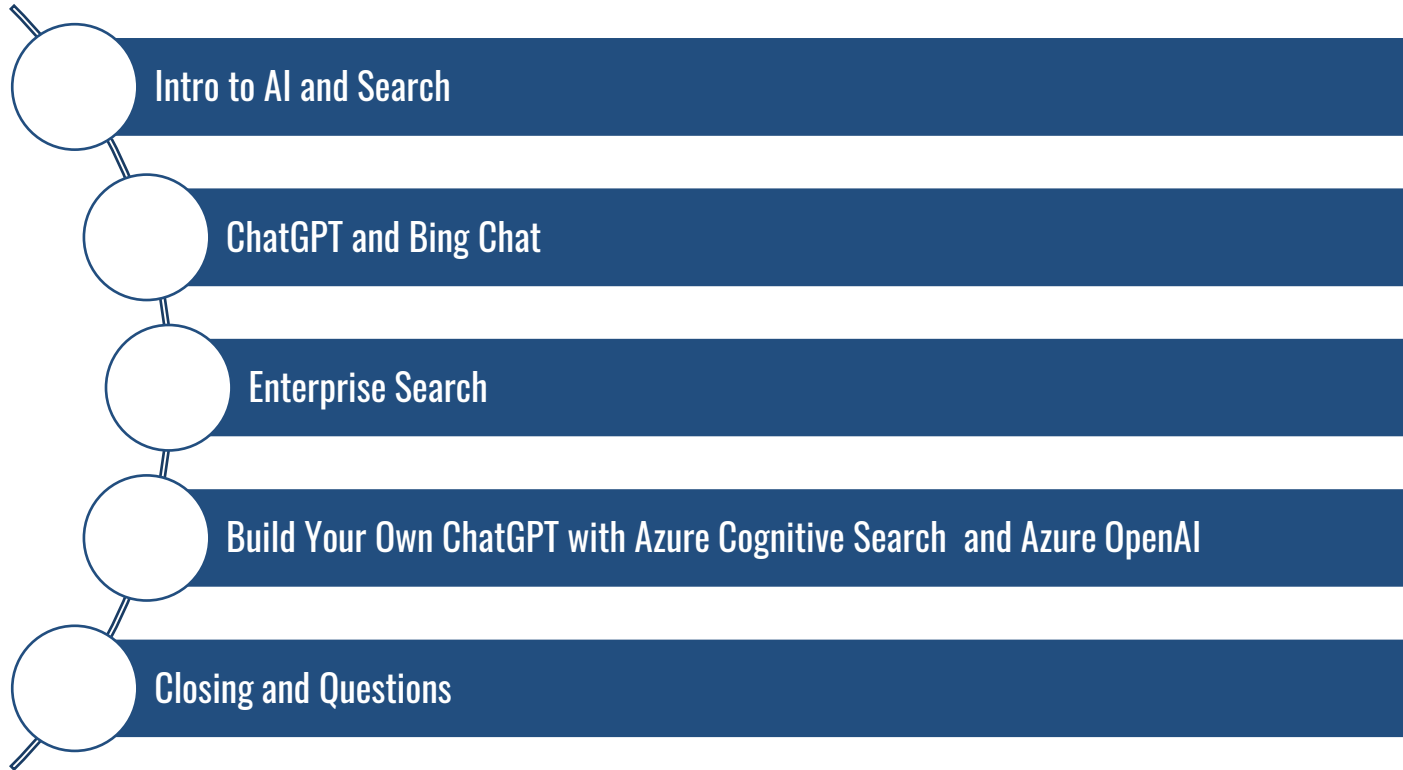 Intro to AI and Search
ChatGPT and Bing Chat
Enterprise Search
Build Your Own ChatGPT with Azure Cognitive Search  and Azure OpenAI
Closing and Questions